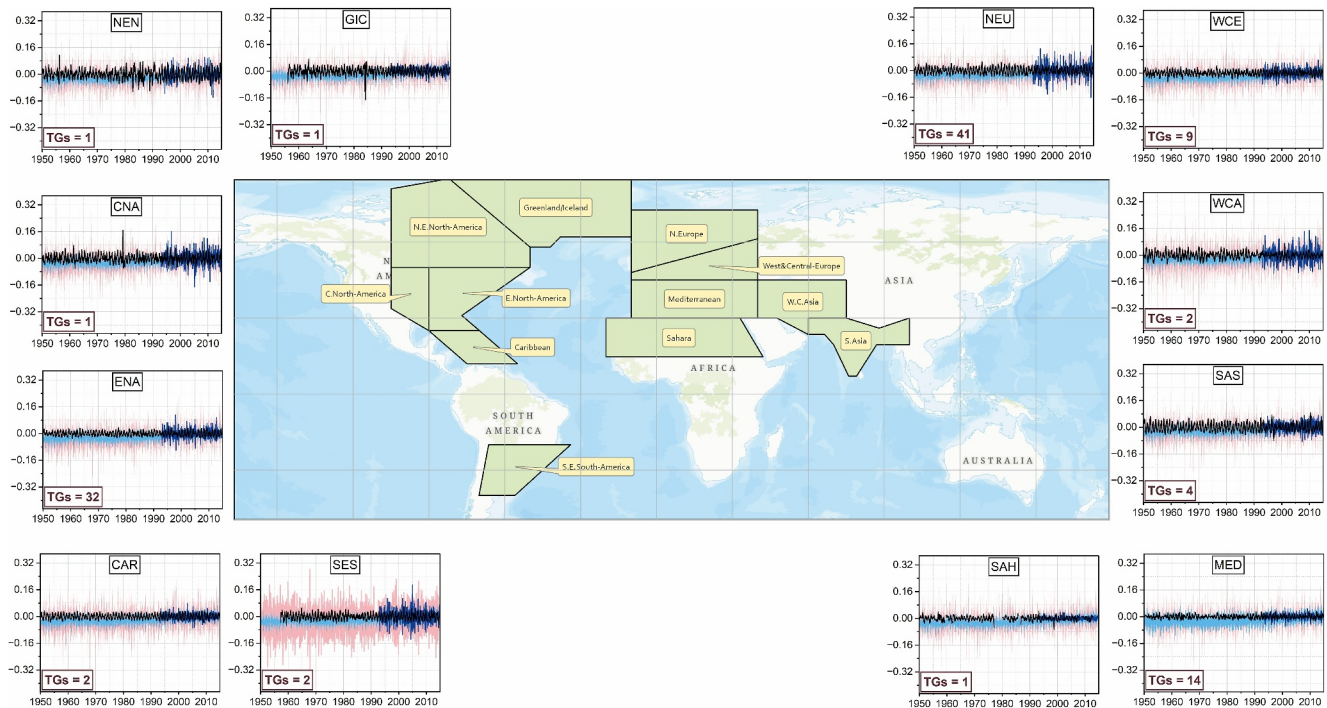 NEN
0.32
0.16
0.00
−0.16
−0.32
TGs = 1
1950 1960 1970 1980 1990 2000 2010
GIC
0.32
0.16
0.00
−0.16
−0.32
TGs = 1
1950 1960 1970 1980 1990 2000 2010
NEU
0.32
0.16
0.00
−0.16
−0.32
TGs = 41
1950 1960 1970 1980 1990 2000 2010
WCE
0.32
0.16
0.00
−0.16
−0.32
TGs = 9
1950 1960 1970 1980 1990 2000 2010
CNA
0.32
0.16
0.00
−0.16
−0.32
TGs = 1
1950 1960 1970 1980 1990 2000 2010
Greenland/Iceland
N.E.North-America
N.Europe
N
AM
West&Central-Europe
ASIA
C.North-America
E.North-America
Mediterranean
W.C.Asia
Sahara
S.Asia
Caribbean
AFRICA
SOUTH
AMERICA
S.E.South-America
AUSTRALIA
WCA
0.32
0.16
0.00
−0.16
−0.32
TGs = 2
1950 1960 1970 1980 1990 2000 2010
ENA
0.32
0.16
0.00
−0.16
−0.32
TGs = 32
1950 1960 1970 1980 1990 2000 2010
SAS
0.32
0.16
0.00
−0.16
−0.32
TGs = 4
1950 1960 1970 1980 1990 2000 2010
CAR
0.32
0.16
0.00
−0.16
−0.32
TGs = 2
1950 1960 1970 1980 1990 2000 2010
SES
0.32
0.16
0.00
−0.16
−0.32
TGs = 2
1950 1960 1970 1980 1990 2000 2010
SAH
0.32
0.16
0.00
−0.16
−0.32
TGs = 1
1950 1960 1970 1980 1990 2000 2010
MED
0.32
0.16
0.00
−0.16
−0.32
TGs = 14
1950 1960 1970 1980 1990 2000 2010